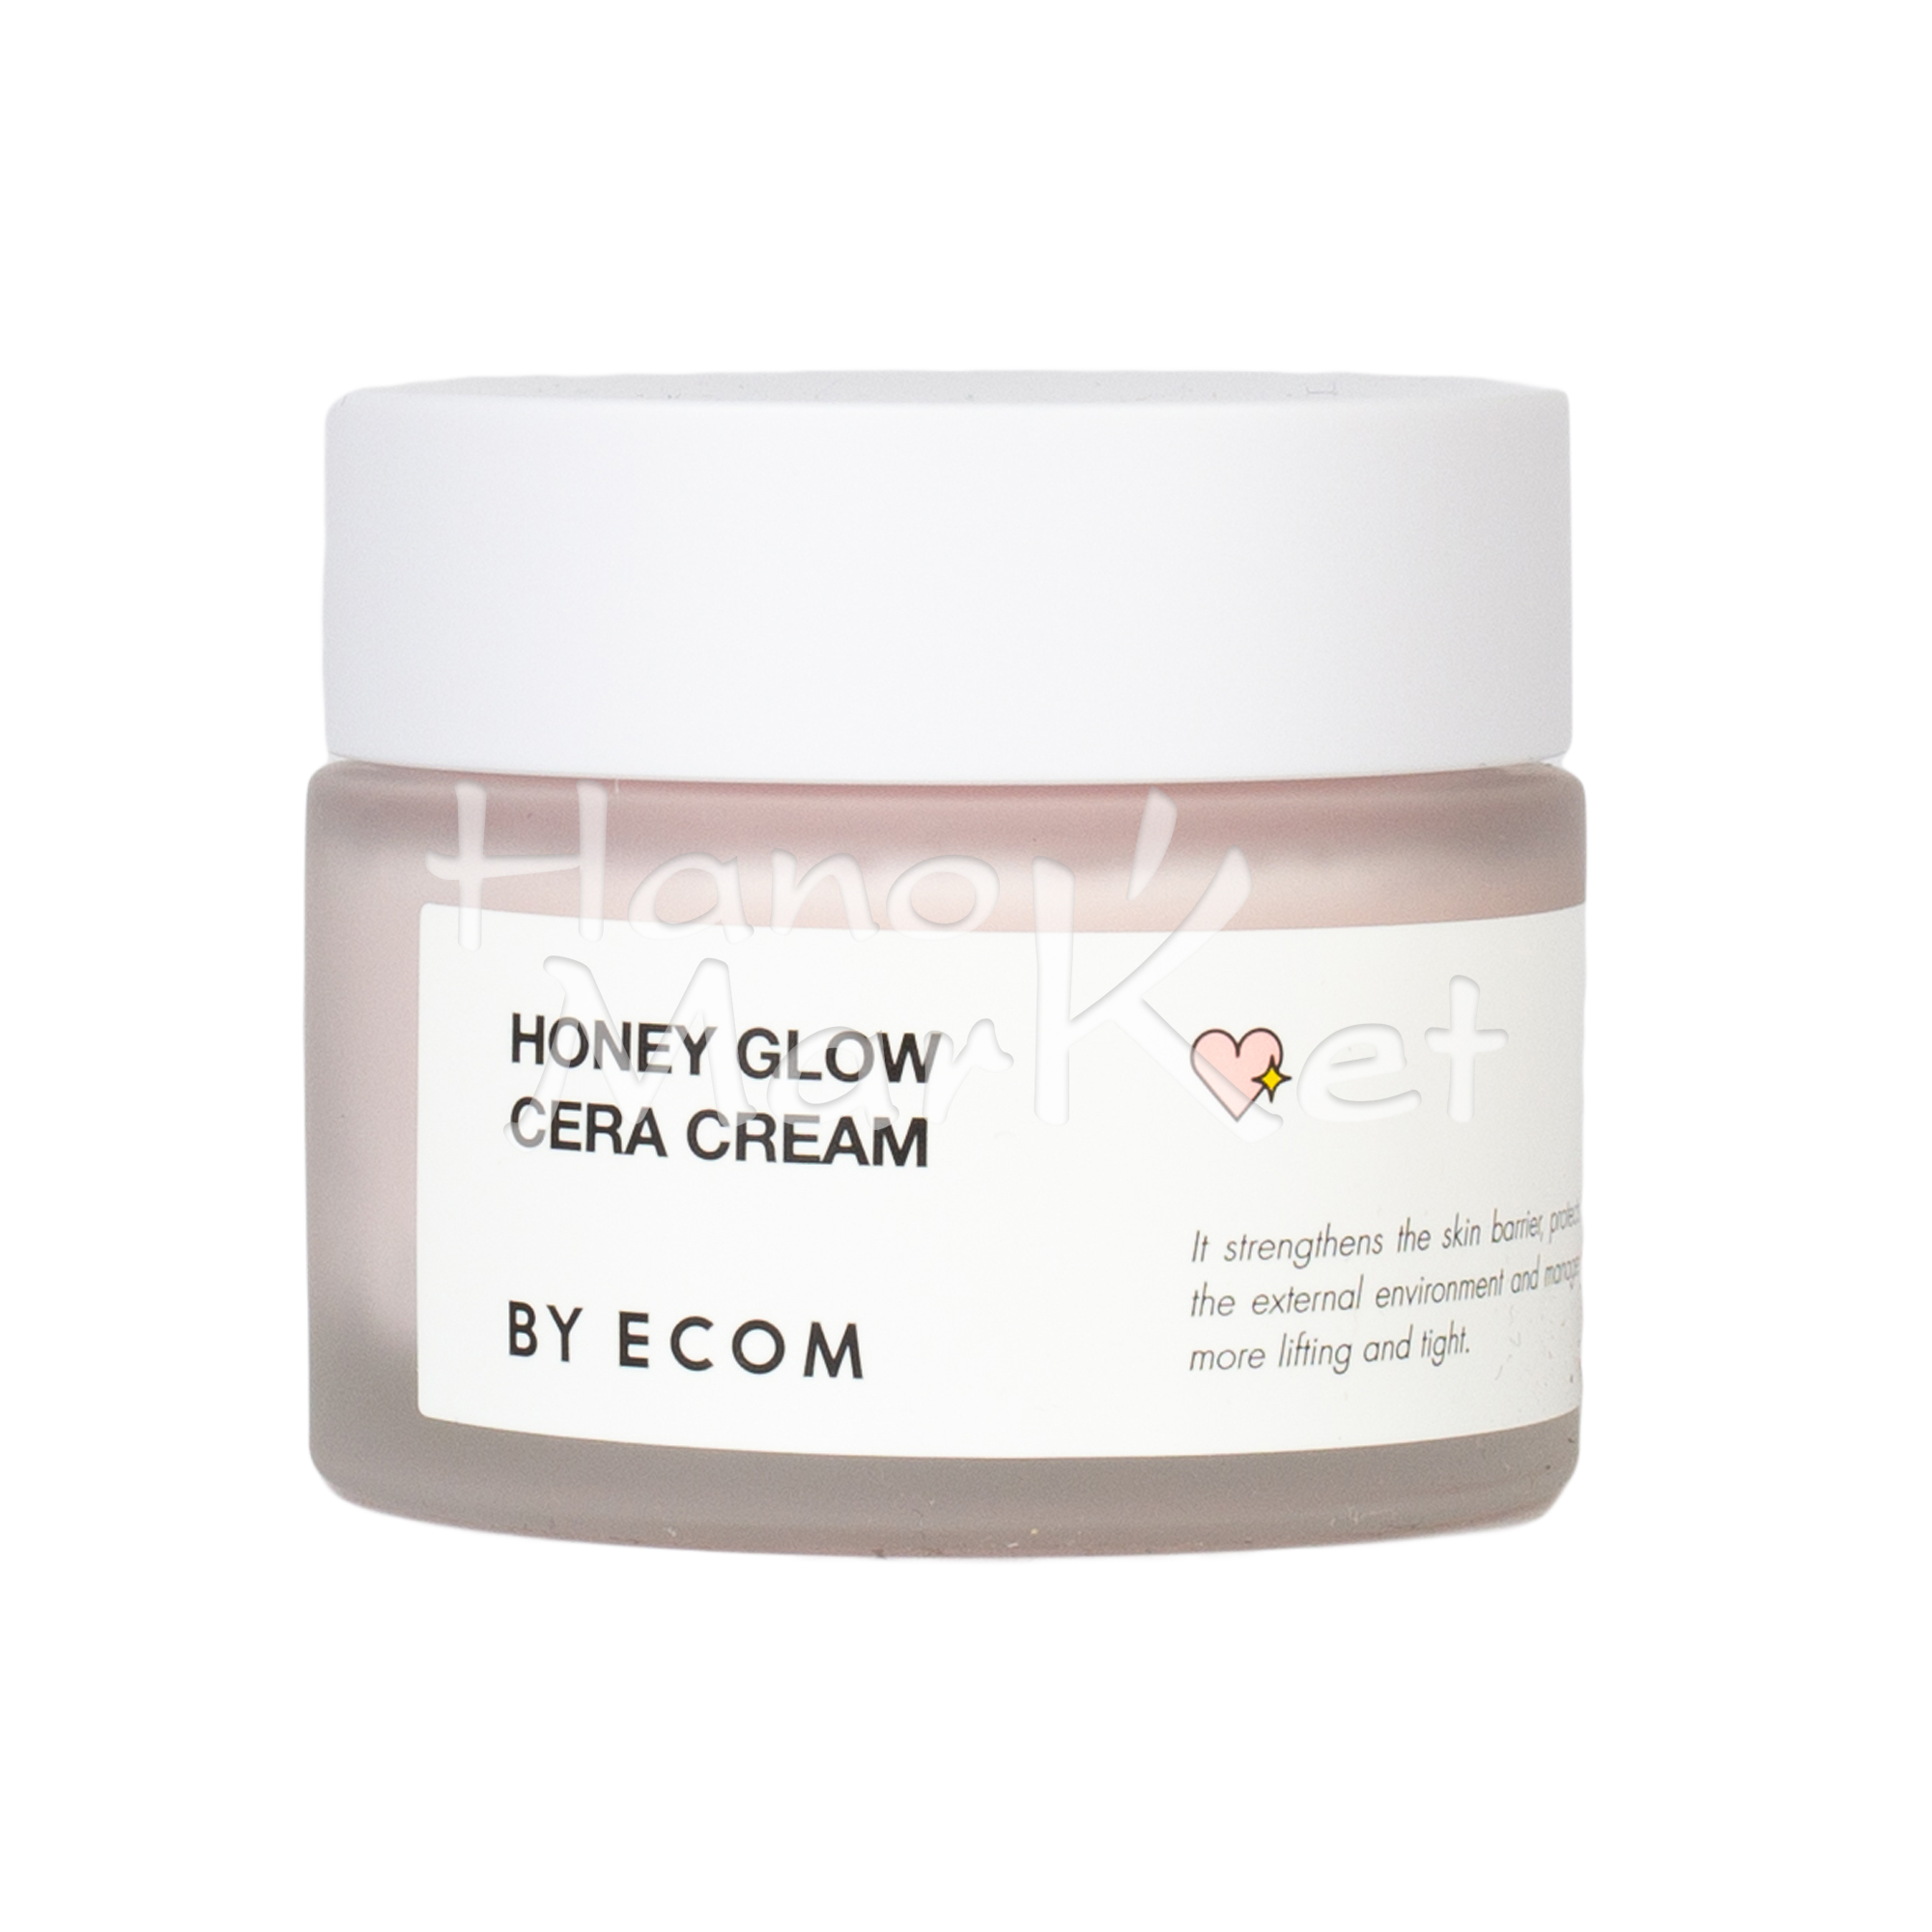 Hano
MarKet
HONEY GLOW
CERA CREAM
BY ECOM
It strengthens the skin barrier,
the external environment and
more lifting and tight.